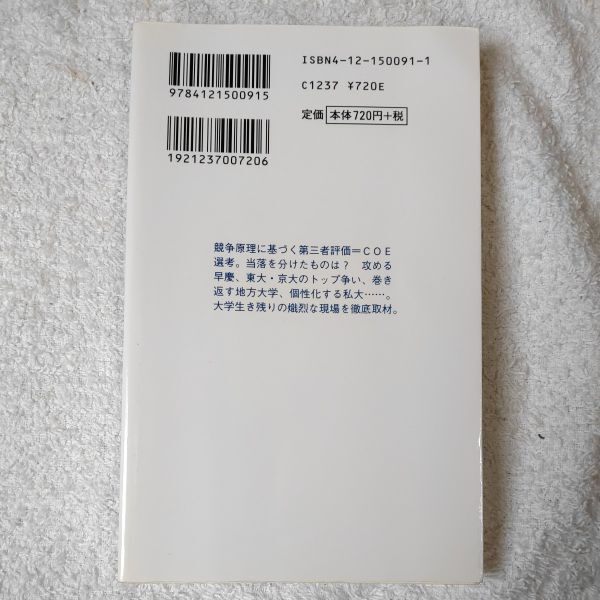 ISBN4-12-150091-1
C1237 ¥720E
定価 本体720円+税
9784121500915
1921237007206
競争原理に基づく第三者評価＝ＣＯＥ
選考。当落を分けたものは？　攻める
早慶、東大・京大のトップ争い、巻き
返す地方大学、個性化する私大……。
大学生き残りの熾烈な現場を徹底取材。